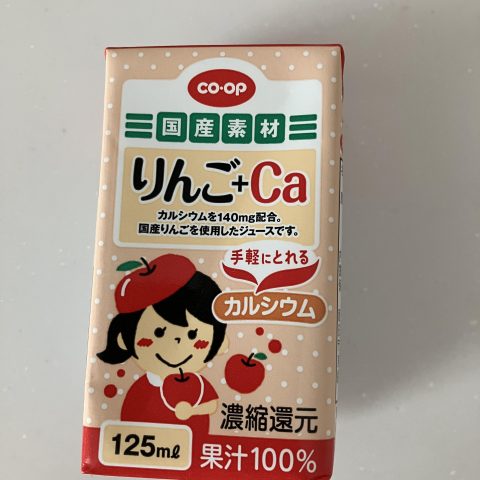 CO·OP
国産素材
りんご+Ca
カルシウムを140mg配合。
国産りんごを使用したジュースです。
手軽にとれる
カルシウム
濃縮還元
125mℓ
果汁100%